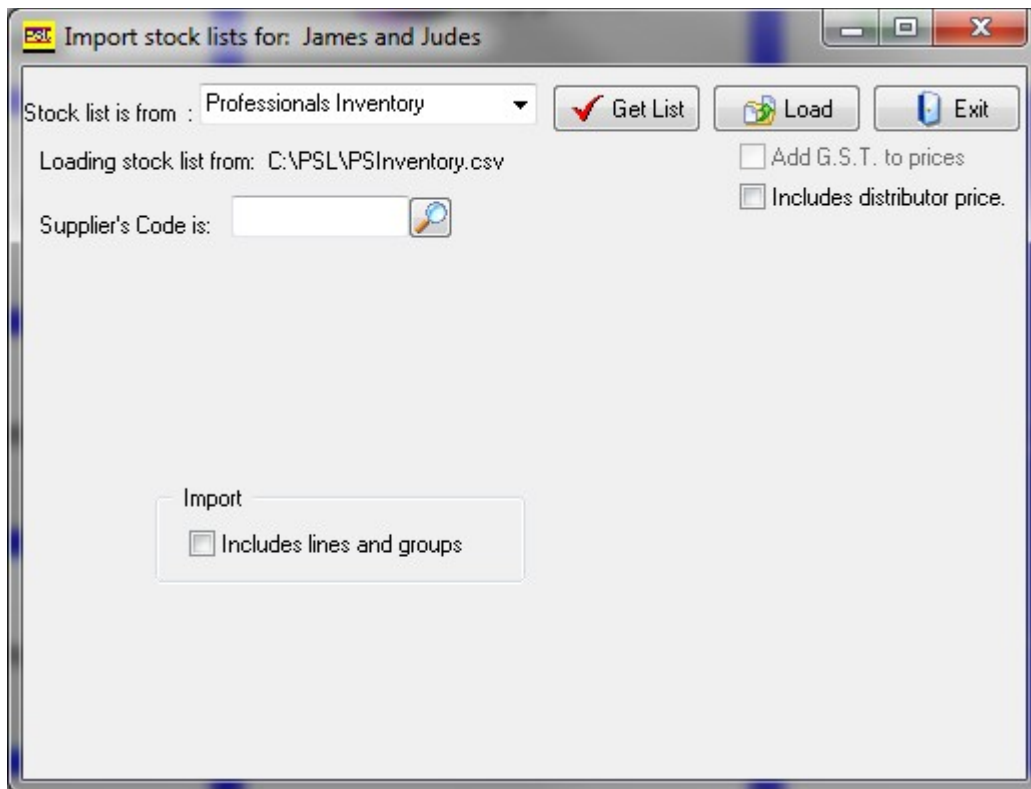 PSL Import stock lists for: James and Judes
Stock list is from : Professionals Inventory Get List Load Exit
Loading stock list from: C:\PSL\PSInventory.csv Add G.S.T. to prices
Includes distributor price.
Supplier's Code is:
Import
Includes lines and groups